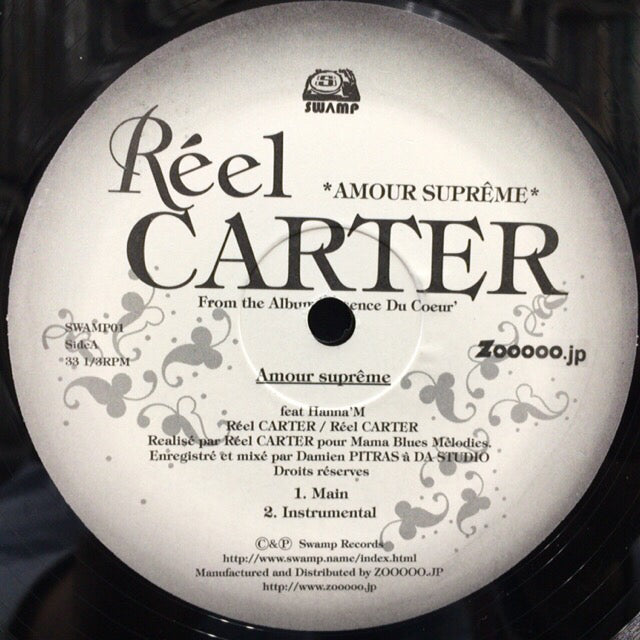 S
SWAMP
Réel
*AMOUR SUPRÊME*
CARTER
From the Album ence Du Coeur'
SWAMP01
SideA
33 1/3RPM
Zooooo.jp
Amour suprême
feat Hanna'M
Réel CARTER / Réel CARTER
Realisé par Réel CARTER pour Mama Blues Mélodies.
Enregistré et mixé par Damien PITRAS à DA STUDIO
Droits réserves
1. Main
2. Instrumental
©&℗ Swamp Records
http://www.swamp.name/index.html
Manufactured and Distributed by ZOOOOO.JP
http://www.zooooo.jp